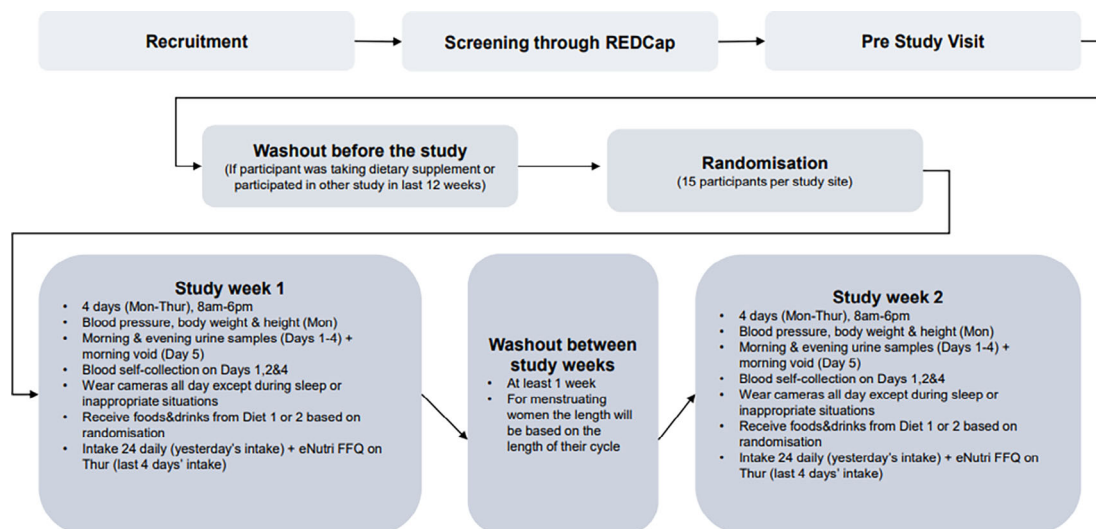 Recruitment
Screening through REDCap
Pre Study Visit
Washout before the study
(If participant was taking dietary supplement or
participated in other study in last 12 weeks)
Randomisation
(15 participants per study site)
Study week 1
• 4 days (Mon-Thur), 8am-6pm
• Blood pressure, body weight & height (Mon)
• Morning & evening urine samples (Days 1-4) +
morning void (Day 5)
• Blood self-collection on Days 1,2&4
• Wear cameras all day except during sleep or
inappropriate situations
• Receive foods&drinks from Diet 1 or 2 based on
randomisation
• Intake 24 daily (yesterday's intake) + eNutri FFQ on
Thur (last 4 days' intake)
Washout between
study weeks
• At least 1 week
• For menstruating
women the length will
be based on the
length of their cycle
Study week 2
• 4 days (Mon-Thur), 8am-6pm
• Blood pressure, body weight & height (Mon)
• Morning & evening urine samples (Days 1-4) +
morning void (Day 5)
• Blood self-collection on Days 1,2&4
• Wear cameras all day except during sleep or
inappropriate situations
• Receive foods&drinks from Diet 1 or 2 based on
randomisation
• Intake 24 daily (yesterday's intake) + eNutri FFQ on
Thur (last 4 days' intake)